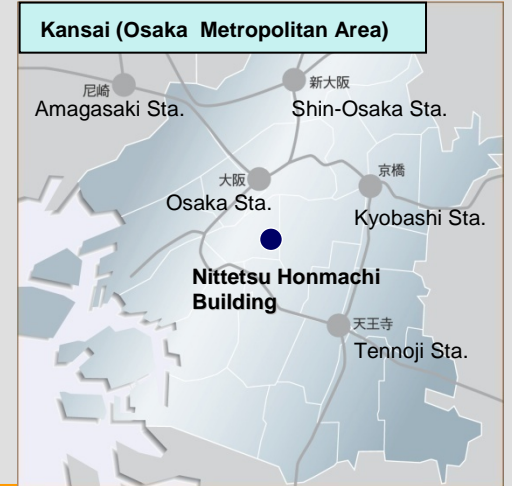 Kansai (Osaka Metropolitan Area)
尼崎
Amagasaki Sta.
新大阪
Shin-Osaka Sta.
大阪
Osaka Sta.
京橋
Kyobashi Sta.
Nittetsu Honmachi
Building
天王寺
Tennoji Sta.